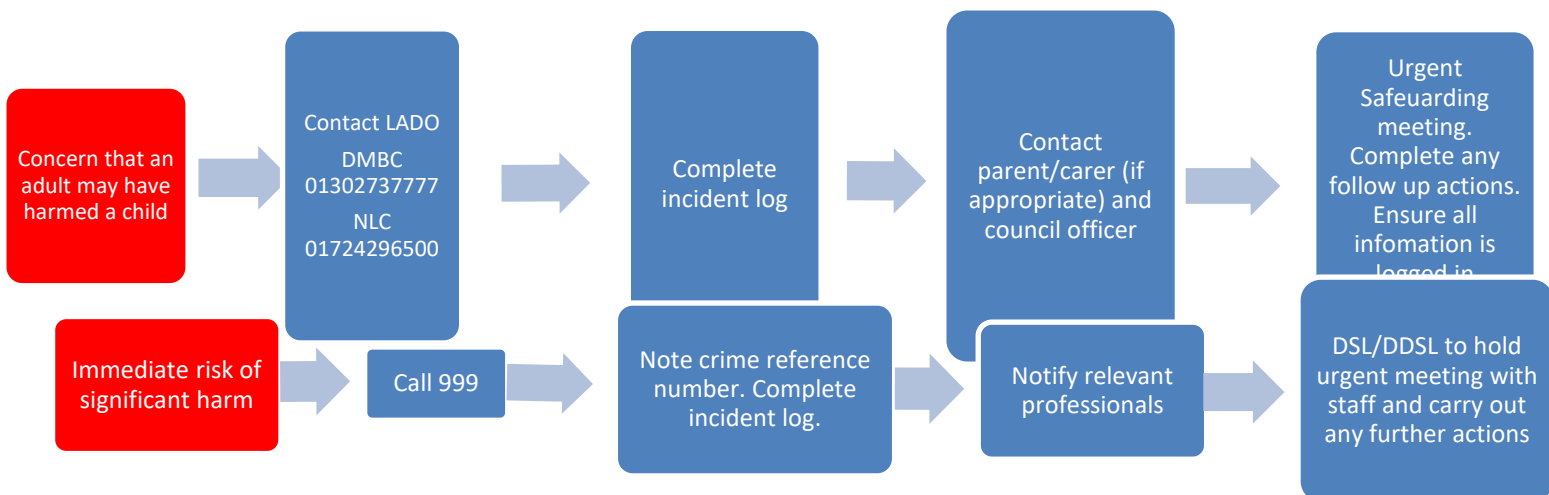 Concern that an
adult may have
harmed a child
Contact LADO
DMBC
01302737777
NLC
01724296500
Complete
incident log
Contact
parent/carer (if
appropriate) and
council officer
Urgent
Safeuarding
meeting.
Complete any
follow up actions.
Ensure all
infomation is
logged in
Immediate risk of
significant harm
Call 999
Note crime reference
number. Complete
incident log.
Notify relevant
professionals
DSL/DDSL to hold
urgent meeting with
staff and carry out
any further actions